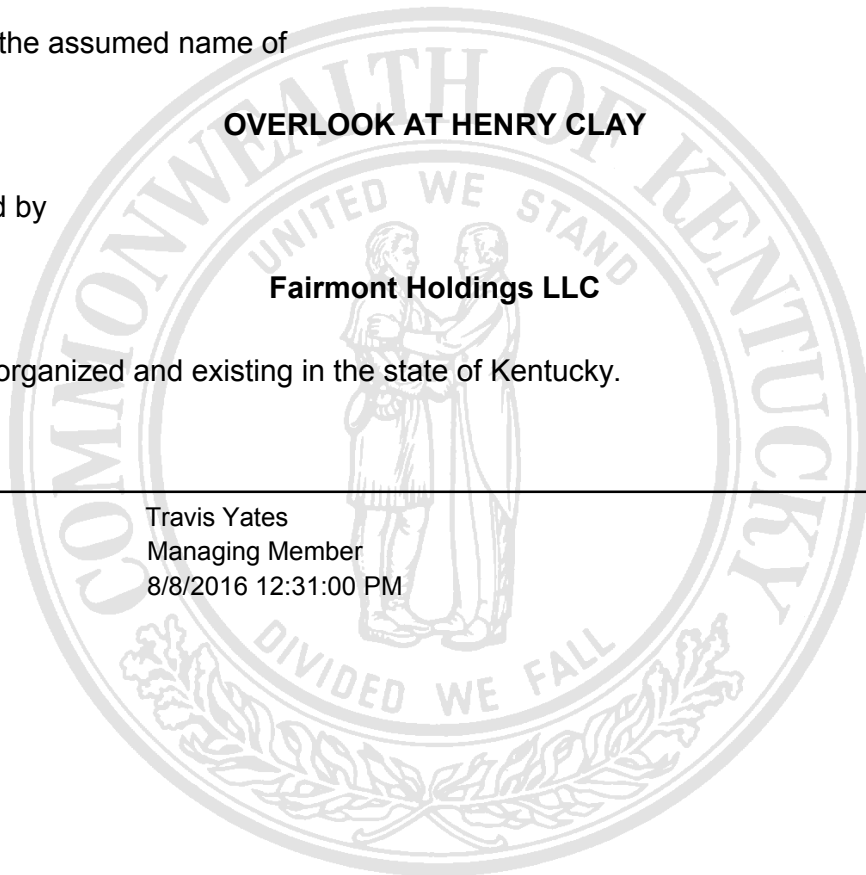 the assumed name of
OVERLOOK AT HENRY CLAY
d by
Fairmont Holdings LLC
organized and existing in the state of Kentucky.
Travis Yates
Managing Member
8/8/2016 12:31:00 PM
COMMONWEALTH OF KENTUCKY
UNITED WE STAND
DIVIDED WE FALL